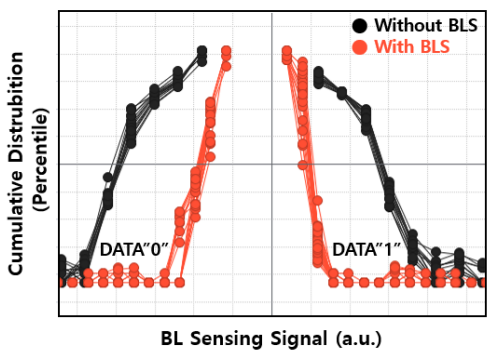 Without BLS
With BLS
Cumulative Distrubition
(Percentile)
DATA"0"
DATA"1"
BL Sensing Signal (a.u.)